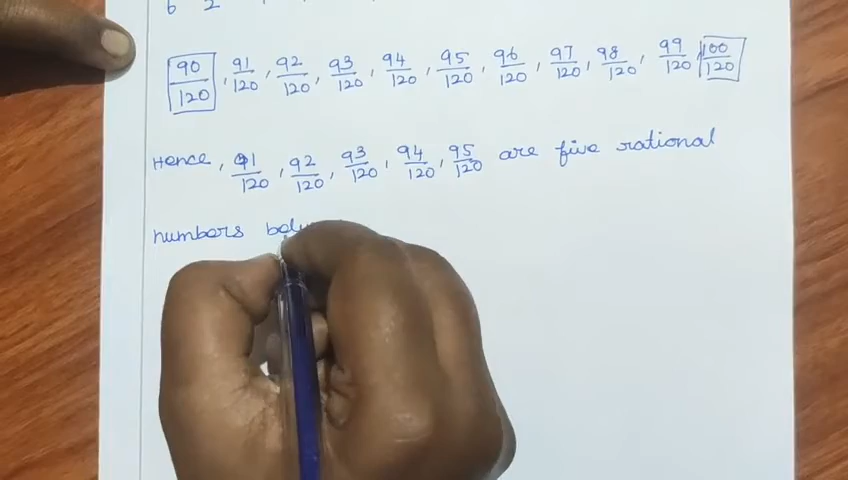 90/120, 91/120, 92/120, 93/120, 94/120, 95/120, 96/120, 97/120, 98/120, 99/120, 100/120
Hence, 91/120, 92/120, 93/120, 94/120, 95/120 are five rational
numbers